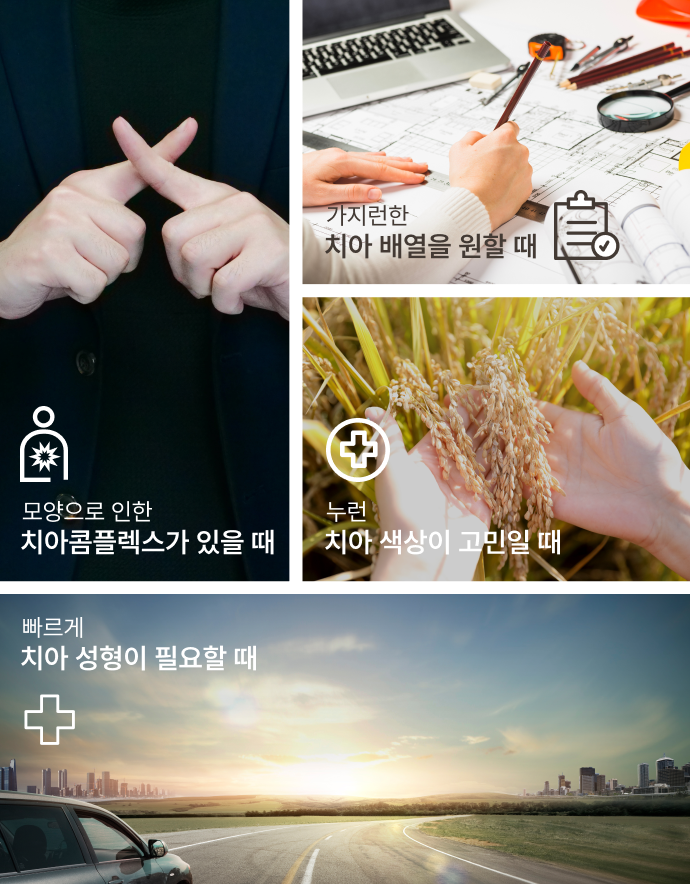 가지런한
치아 배열을 원할 때
모양으로 인한
치아콤플렉스가 있을 때
누런
치아 색상이 고민일 때
빠르게
치아 성형이 필요할 때